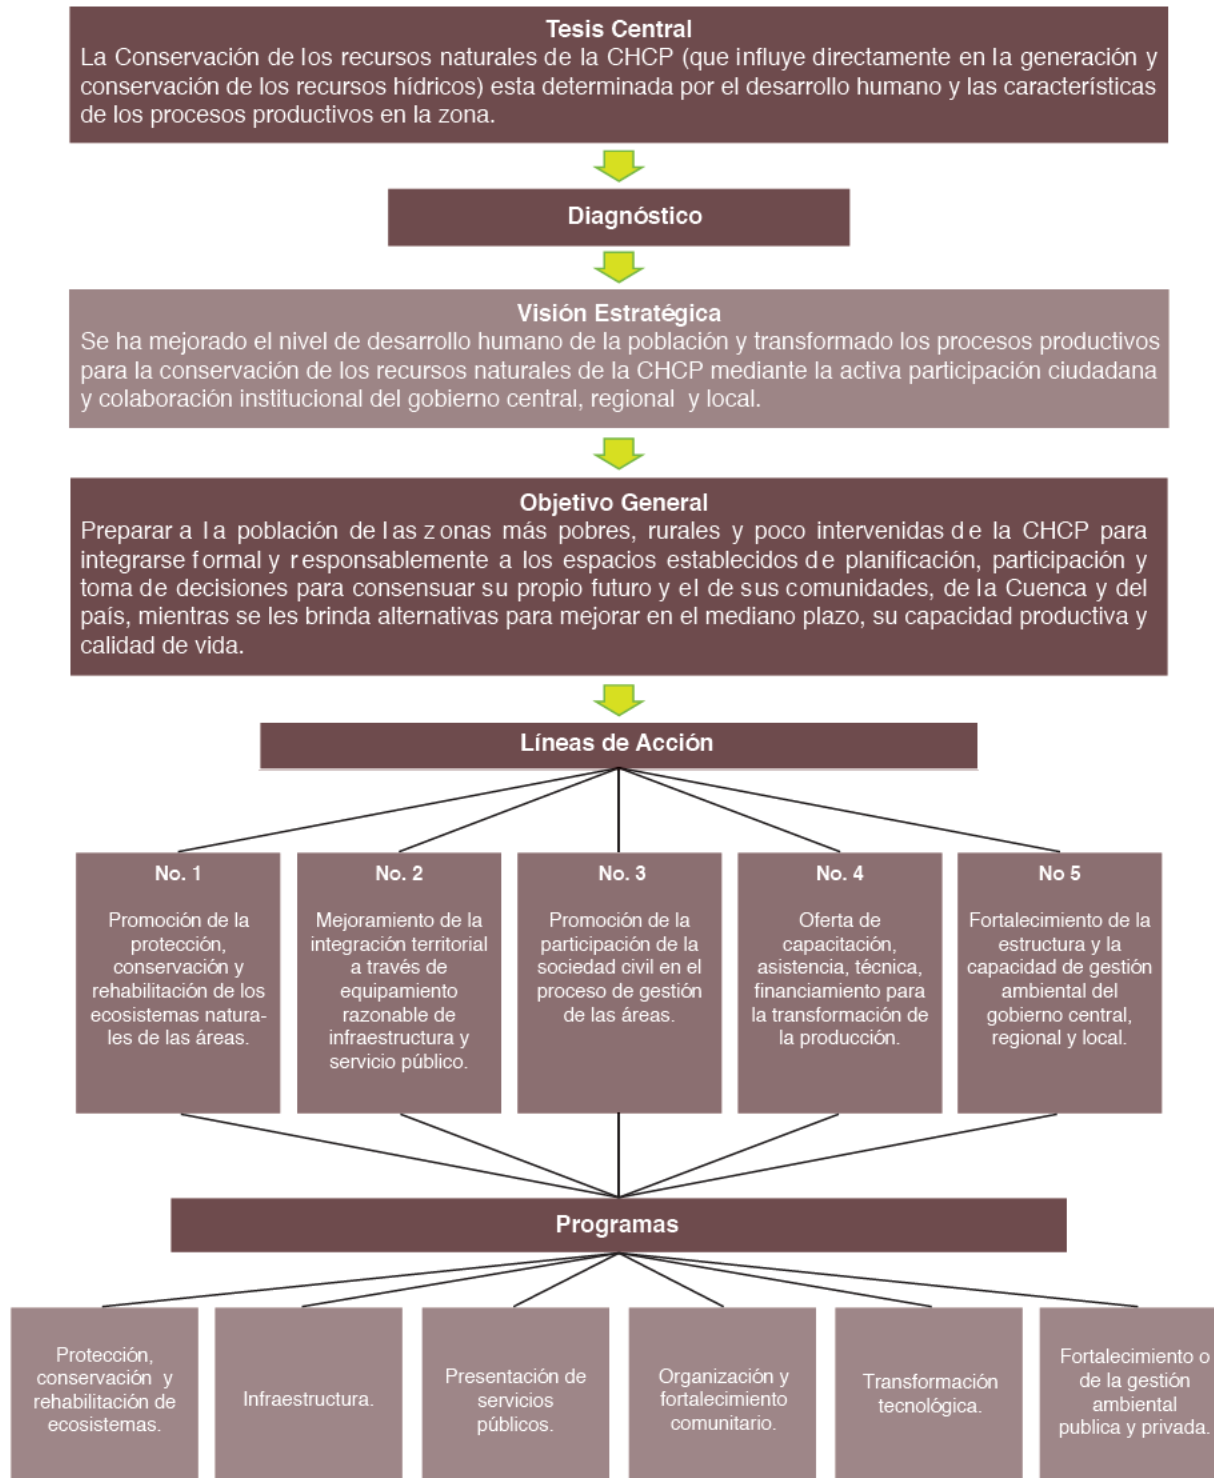 Tesis Central
La Conservación de los recursos naturales de la CHCP (que influye directamente en la generación y
conservación de los recursos hídricos) esta determinada por el desarrollo humano y las características
de los procesos productivos en la zona.
Diagnóstico
Visión Estratégica
Se ha mejorado el nivel de desarrollo humano de la población y transformado los procesos productivos
para la conservación de los recursos naturales de la CHCP mediante la activa participación ciudadana
y colaboración institucional del gobierno central, regional y local.
Objetivo General
Preparar a la población de las zonas más pobres, rurales y poco intervenidas de la CHCP para
integrarse formal y responsablemente a los espacios establecidos de planificación, participación y
toma de decisiones para consensuar su propio futuro y el de sus comunidades, de la Cuenca y del
país, mientras se les brinda alternativas para mejorar en el mediano plazo, su capacidad productiva y
calidad de vida.
Líneas de Acción
No. 1
Promoción de la
protección,
conservación y
rehabilitación de los
ecosistemas natura-
les de las áreas.
No. 2
Mejoramiento de la
integración territorial
a través de
equipamiento
razonable de
infraestructura y
servicio público.
No. 3
Promoción de la
participación de la
sociedad civil en el
proceso de gestión
de las áreas.
No. 4
Oferta de
capacitación,
asistencia, técnica,
financiamiento para
la transformación de
la producción.
No 5
Fortalecimiento de la
estructura y la
capacidad de gestión
ambiental del
gobierno central,
regional y local.
Programas
Protección,
conservación y
rehabilitación de
ecosistemas.
Infraestructura.
Presentación de
servicios
públicos.
Organización y
fortalecimiento
comunitario.
Transformación
tecnológica.
Fortalecimiento o
de la gestión
ambiental
publica y privada.